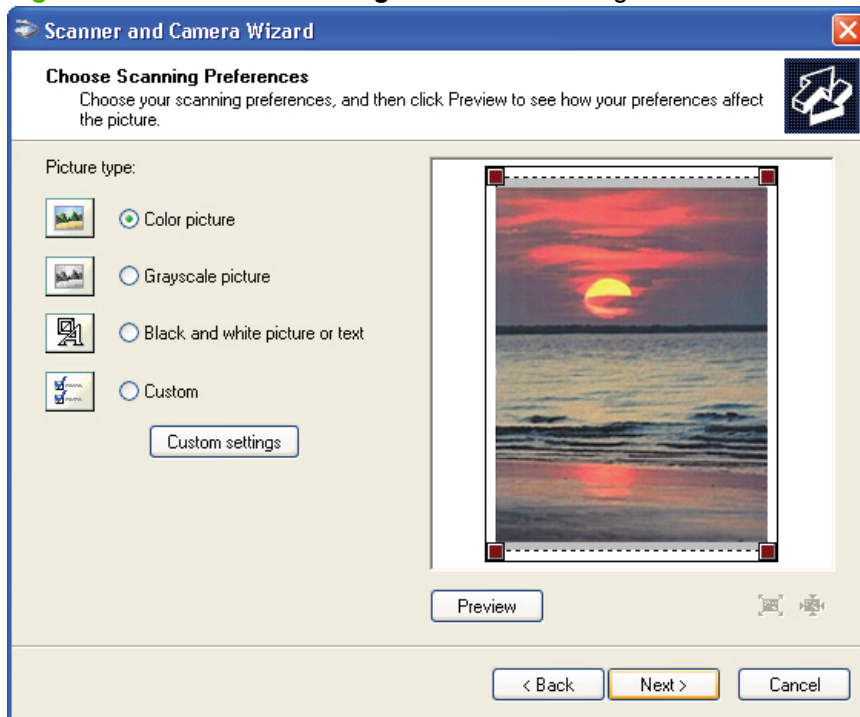 Scanner and Camera Wizard
Choose Scanning Preferences
Choose your scanning preferences, and then click Preview to see how your preferences affect
the picture.
Picture type:
Color picture
Grayscale picture
Black and white picture or text
Custom
Custom settings
Preview
< Back
Next >
Cancel